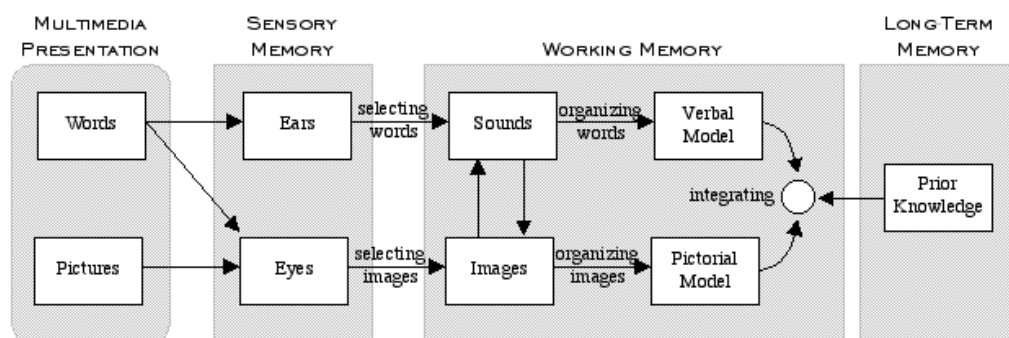 MULTIMEDIA
PRESENTATION
SENSORY
MEMORY
WORKING MEMORY
LONG-TERM
MEMORY
Words
Ears
selecting
words
Sounds
organizing
words
Verbal
Model
integrating
Prior
Knowledge
Pictures
Eyes
selecting
images
Images
organizing
images
Pictorial
Model